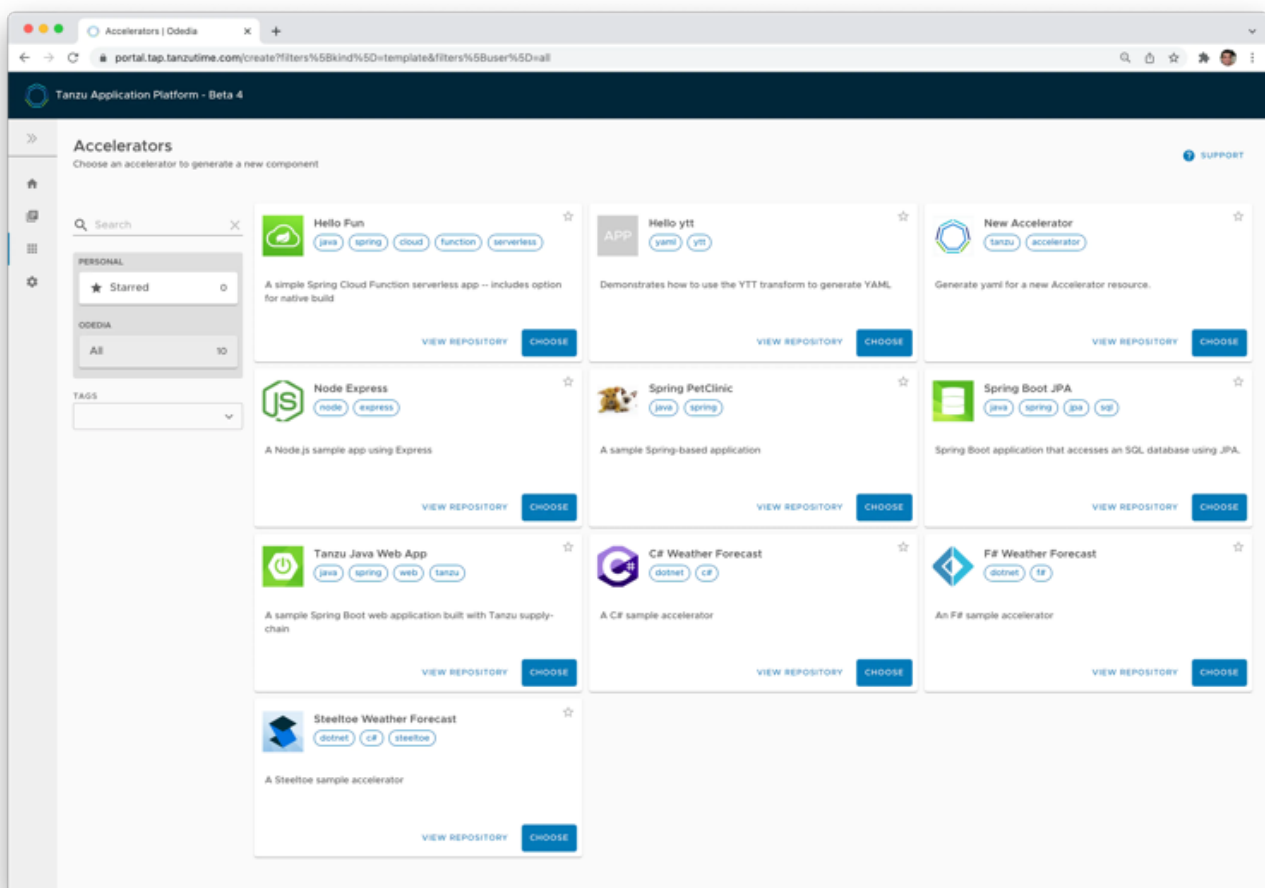 Accelerators | Odedia
portal.tap.tanzutime.com/create?filters%5Bkind%5D=template&filters%5Buser%5D=all
Tanzu Application Platform - Beta 4
Accelerators
Choose an accelerator to generate a new component
SUPPORT
Search
PERSONAL
Starred 0
ODEDIA
All 10
TAGS
Hello Fun
java spring cloud function serverless
A simple Spring Cloud Function serverless app -- includes option
for native build
VIEW REPOSITORY CHOOSE
APP
Hello ytt
yaml ytt
Demonstrates how to use the YTT transform to generate YAML
VIEW REPOSITORY CHOOSE
New Accelerator
tanzu accelerator
Generate yaml for a new Accelerator resource.
VIEW REPOSITORY CHOOSE
JS
Node Express
node express
A Node.js sample app using Express
VIEW REPOSITORY CHOOSE
Spring PetClinic
java spring
A sample Spring-based application
VIEW REPOSITORY CHOOSE
Spring Boot JPA
java spring jpa sql
Spring Boot application that accesses an SQL database using JPA.
VIEW REPOSITORY CHOOSE
Tanzu Java Web App
java spring web tanzu
A sample Spring Boot web application built with Tanzu supply-
chain
VIEW REPOSITORY CHOOSE
C#
C# Weather Forecast
dotnet c#
A C# sample accelerator
VIEW REPOSITORY CHOOSE
F# Weather Forecast
dotnet f#
An F# sample accelerator
VIEW REPOSITORY CHOOSE
Steeltoe Weather Forecast
dotnet c# steeltoe
A Steeltoe sample accelerator
VIEW REPOSITORY CHOOSE